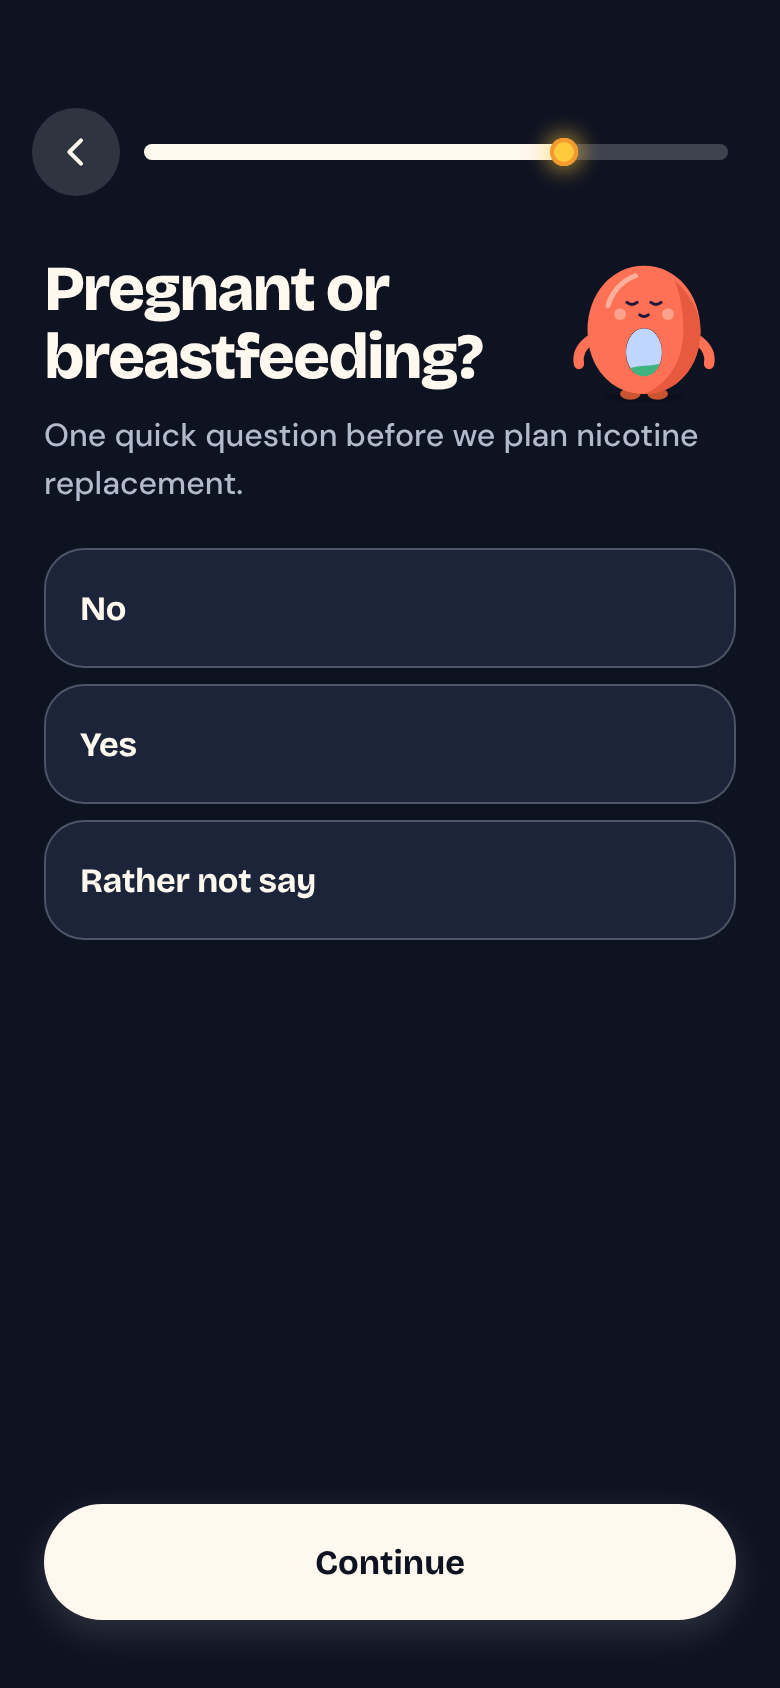 Pregnant or
breastfeeding?
One quick question before we plan nicotine
replacement.
No
Yes
Rather not say
Continue